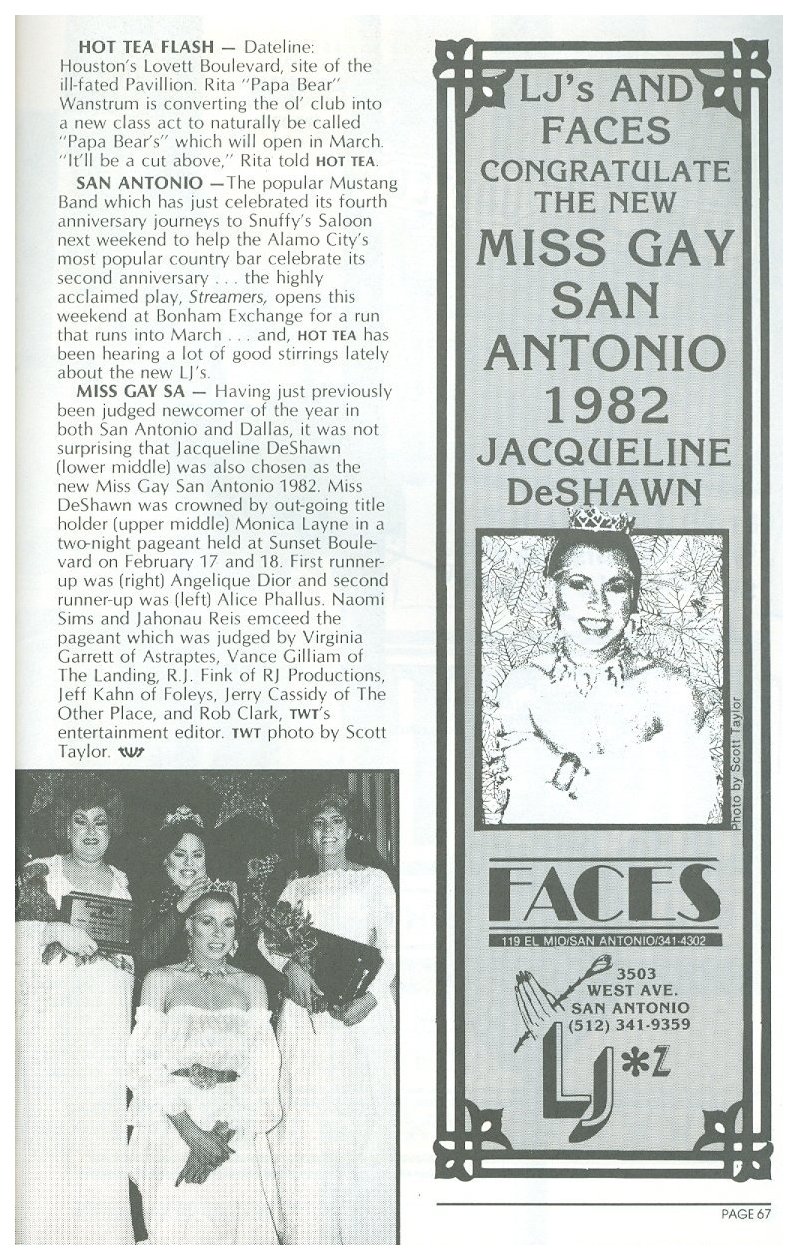 HOT TEA FLASH — Dateline:
Houston's Lovett Boulevard, site of the
ill-fated Pavillion. Rita "Papa Bear"
Wanstrum is converting the ol' club into
a new class act to naturally be called
"Papa Bear's" which will open in March.
"It'll be a cut above," Rita told HOT TEA.
SAN ANTONIO —The popular Mustang
Band which has just celebrated its fourth
anniversary journeys to Snuffy's Saloon
next weekend to help the Alamo City's
most popular country bar celebrate its
second anniversary . . . the highly
acclaimed play, Streamers, opens this
weekend at Bonham Exchange for a run
that runs into March . . . and, HOT TEA has
been hearing a lot of good stirrings lately
about the new LJ's.
MISS GAY SA — Having just previously
been judged newcomer of the year in
both San Antonio and Dallas, it was not
surprising that Jacqueline DeShawn
(lower middle) was also chosen as the
new Miss Gay San Antonio 1982. Miss
DeShawn was crowned by out-going title
holder (upper middle) Monica Layne in a
two-night pageant held at Sunset Boule-
vard on February 17 and 18. First runner-
up was (right) Angelique Dior and second
runner-up was (left) Alice Phallus. Naomi
Sims and Jahonau Reis emceed the
pageant which was judged by Virginia
Garrett of Astraptes, Vance Gilliam of
The Landing, R.J. Fink of RJ Productions,
Jeff Kahn of Foleys, Jerry Cassidy of The
Other Place, and Rob Clark, TWT's
entertainment editor. TWT photo by Scott
Taylor. TWT
LJ's AND
FACES
CONGRATULATE
THE NEW
MISS GAY
SAN
ANTONIO
1982
JACQUELINE
DeSHAWN
Photo by Scott Taylor
FACES
119 EL MIO/SAN ANTONIO/341-4302
3503
WEST AVE.
SAN ANTONIO
(512) 341-9359
LJ*z
PAGE 67